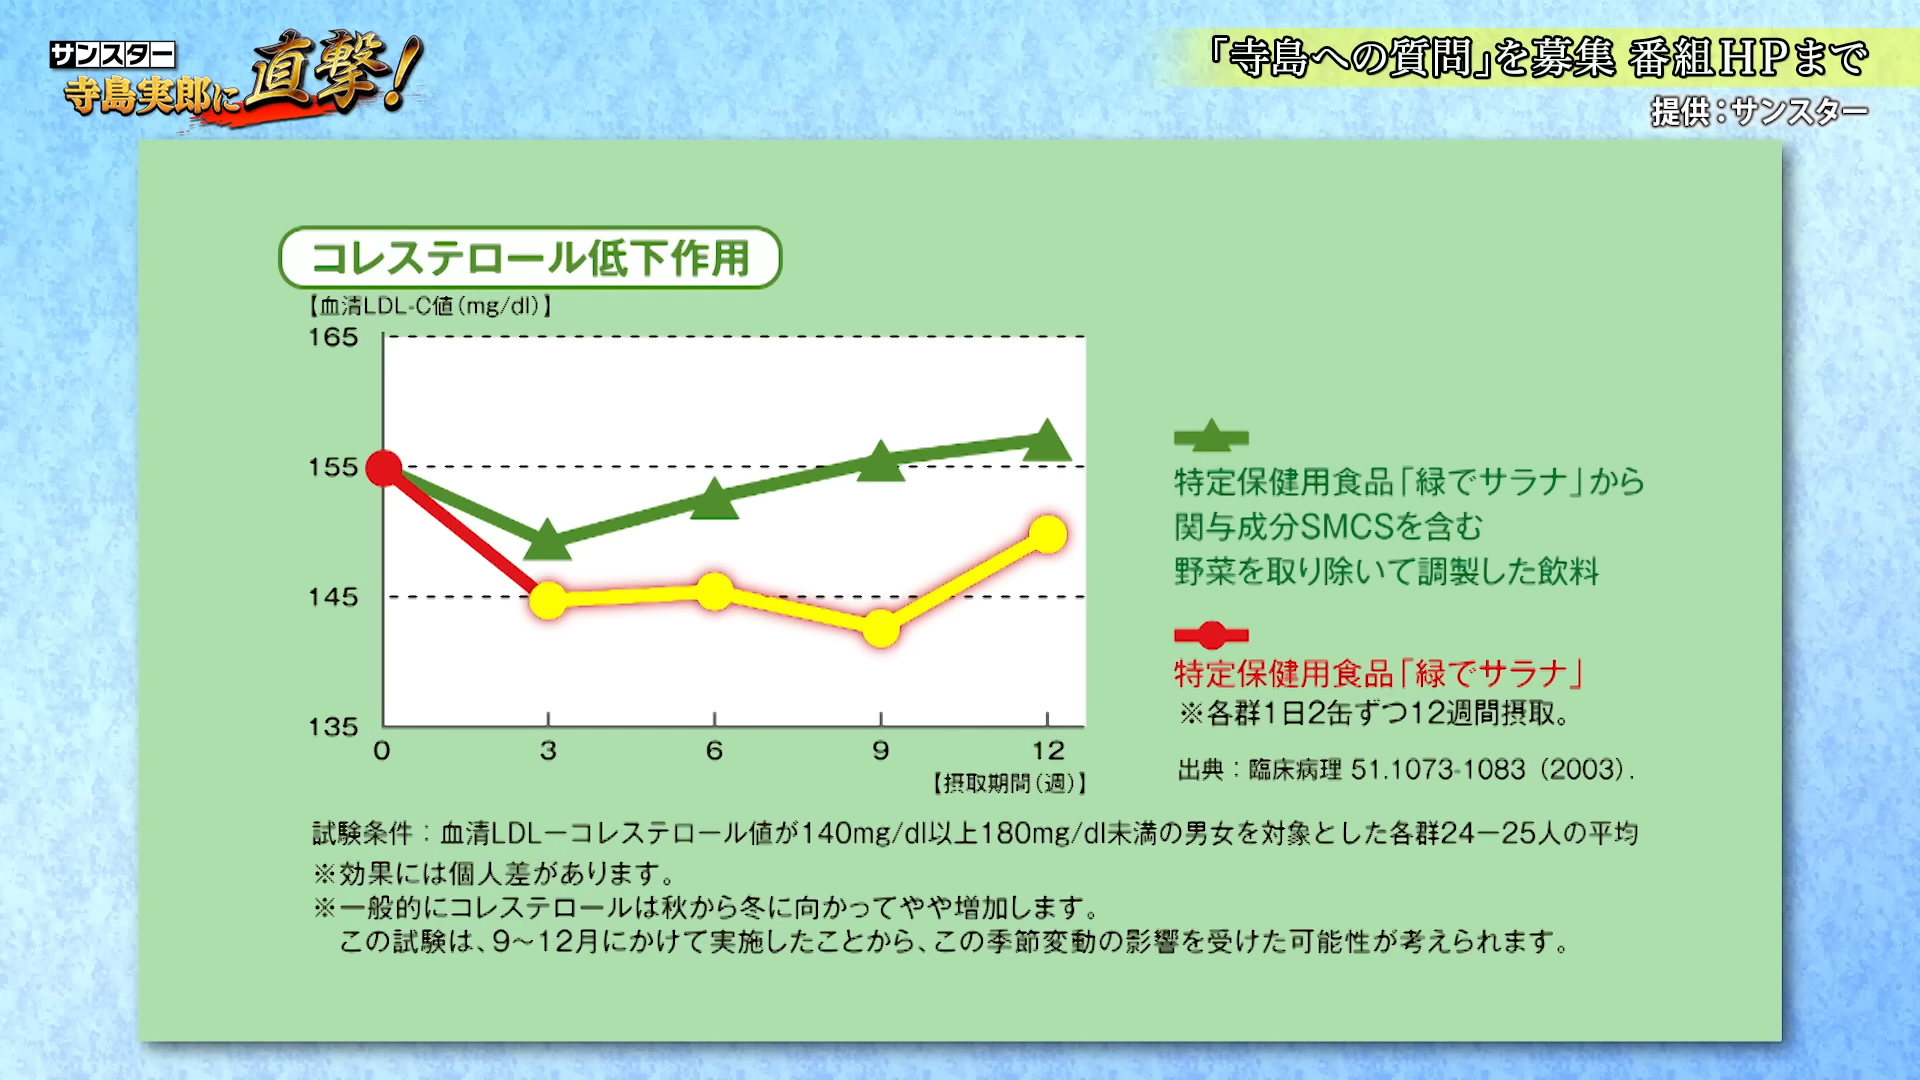 サンスター
寺島実郎に直撃!
「寺島への質問」を募集 番組HPまで
提供:サンスター
コレステロール低下作用
【血清LDL-C値(mg/dl)】
165
155
145
135
0 3 6 9 12
【摂取期間(週)】
特定保健用食品「緑でサラナ」から
関与成分SMCSを含む
野菜を取り除いて調製した飲料
特定保健用食品「緑でサラナ」
※各群1日2缶ずつ12週間摂取。
出典:臨床病理 51.1073-1083(2003).
試験条件:血清LDLーコレステロール値が140mg/dl以上180mg/dl未満の男女を対象とした各群24ー25人の平均
※効果には個人差があります。
※一般的にコレステロールは秋から冬に向かってやや増加します。
この試験は、9〜12月にかけて実施したことから、この季節変動の影響を受けた可能性が考えられます。